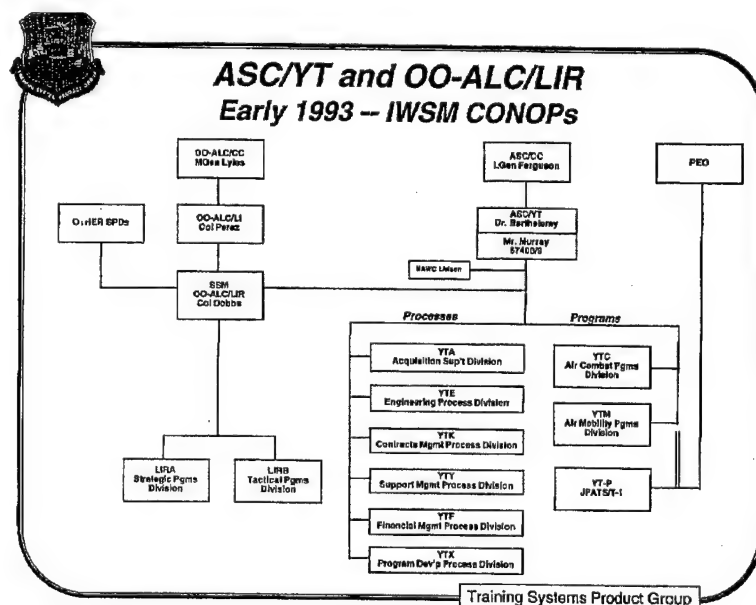 ASC/YT and OO-ALC/LIR
Early 1993 -- IWSM CONOPs
OO-ALC/CC
MGen Lyles
ASC/CC
LGen Ferguson
PEO
OtHER SPDs
OO-ALC/LI
Col Perez
ASC/YT
Dr. Barthelemy
Mr. Murray
67400/8
Liaison
SSM
OO-ALC/LIR
Col Dobbs
Processes
Programs
YTA
Acquisition Sup't Division
YTE
Engineering Process Division
YTK
Contracts Mgmt Process Division
YTY
Support Mgmt Process Division
YTF
Financial Mgmt Process Division
YTX
Program Dev'p Process Division
YTC
Air Combat Pgms
Division
YTM
Air Mobility Pgms
Division
YT-P
JPATS/T-1
LIRA
Strategic Pgms
Division
LIRB
Tactical Pgms
Division
Training Systems Product Group